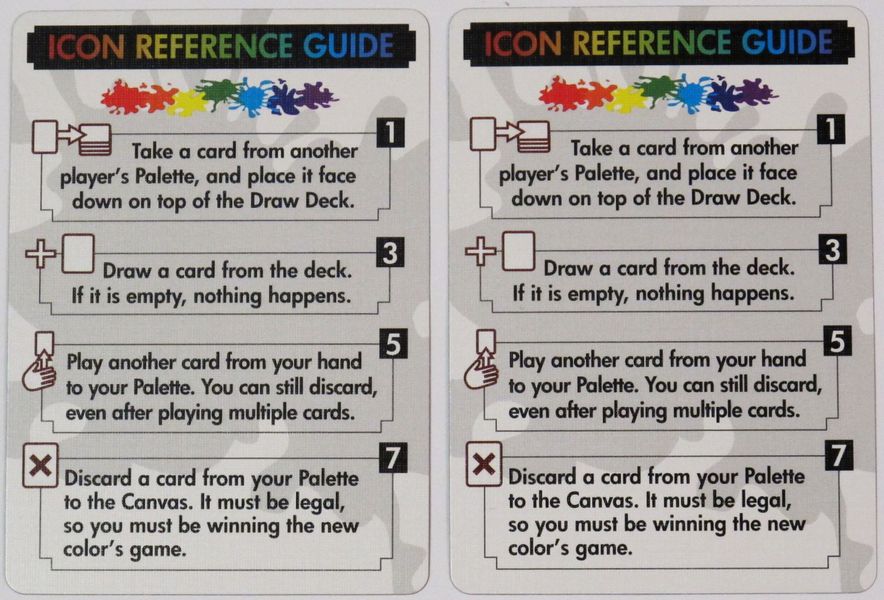 ICON REFERENCE GUIDE
1
Take a card from another
player's Palette, and place it face
down on top of the Draw Deck.
3
Draw a card from the deck.
If it is empty, nothing happens.
5
Play another card from your hand
to your Palette. You can still discard,
even after playing multiple cards.
7
Discard a card from your Palette
to the Canvas. It must be legal,
so you must be winning the new
color's game.
ICON REFERENCE GUIDE
1
Take a card from another
player's Palette, and place it face
down on top of the Draw Deck.
3
Draw a card from the deck.
If it is empty, nothing happens.
5
Play another card from your hand
to your Palette. You can still discard,
even after playing multiple cards.
7
Discard a card from your Palette
to the Canvas. It must be legal,
so you must be winning the new
color's game.